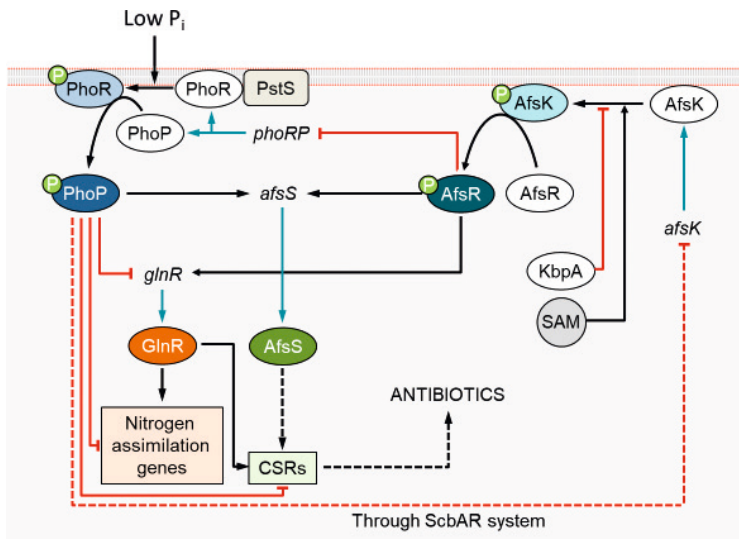 Low Pi
P
PhoR
PhoR
PstS
P
AfsK
AfsK
PhoP
phoRP
P
PhoP
afsS
P
AfsR
AfsR
afsK
glnR
KbpA
SAM
GlnR
AfsS
ANTIBIOTICS
Nitrogen
assimilation
genes
CSRs
Through ScbAR system